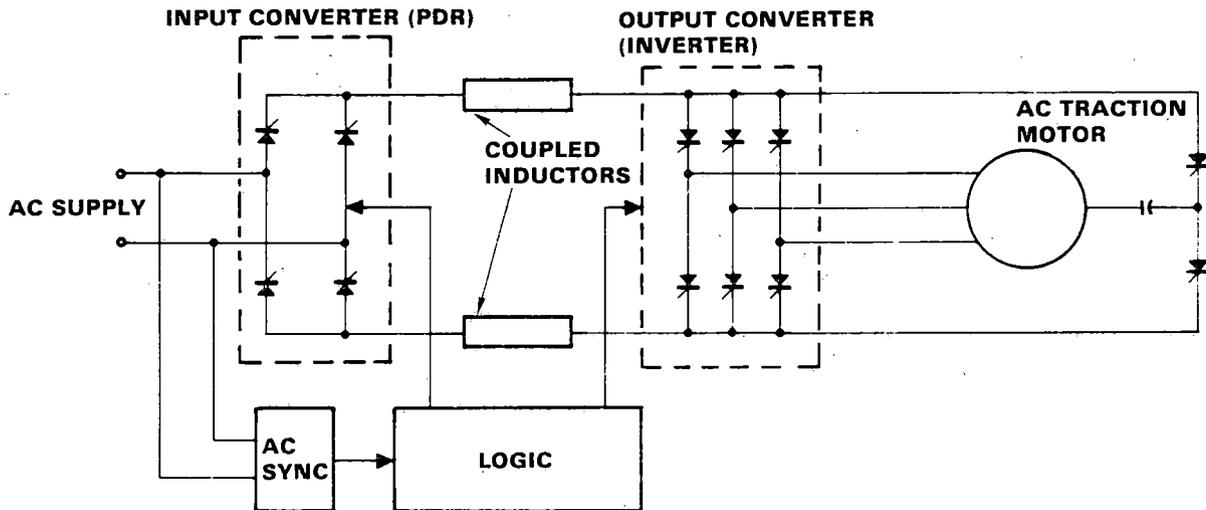 INPUT CONVERTER (PDR)
OUTPUT CONVERTER
(INVERTER)
AC TRACTION
MOTOR
COUPLED
INDUCTORS
AC SUPPLY
AC
SYNC
LOGIC